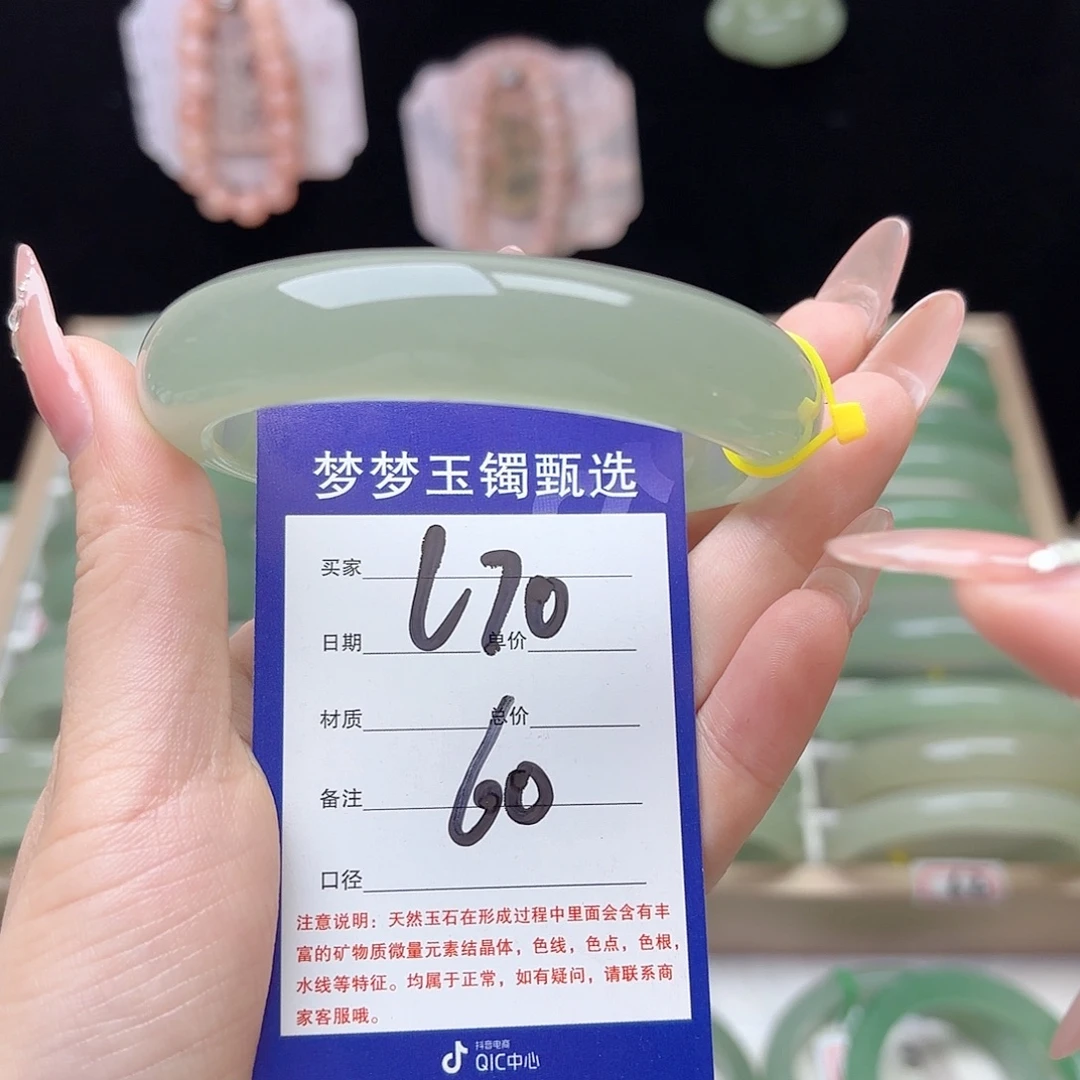 梦梦玉镯甄选
买家
L70
日期 单价
材质 总价
备注
60
口径
注意说明：天然玉石在形成过程中里面会含有丰
富的矿物质微量元素结晶体，色线，色点，色根，
水线等特征。均属于正常，如有疑问，请联系商
家客服哦。
抖音电商
QIC中心